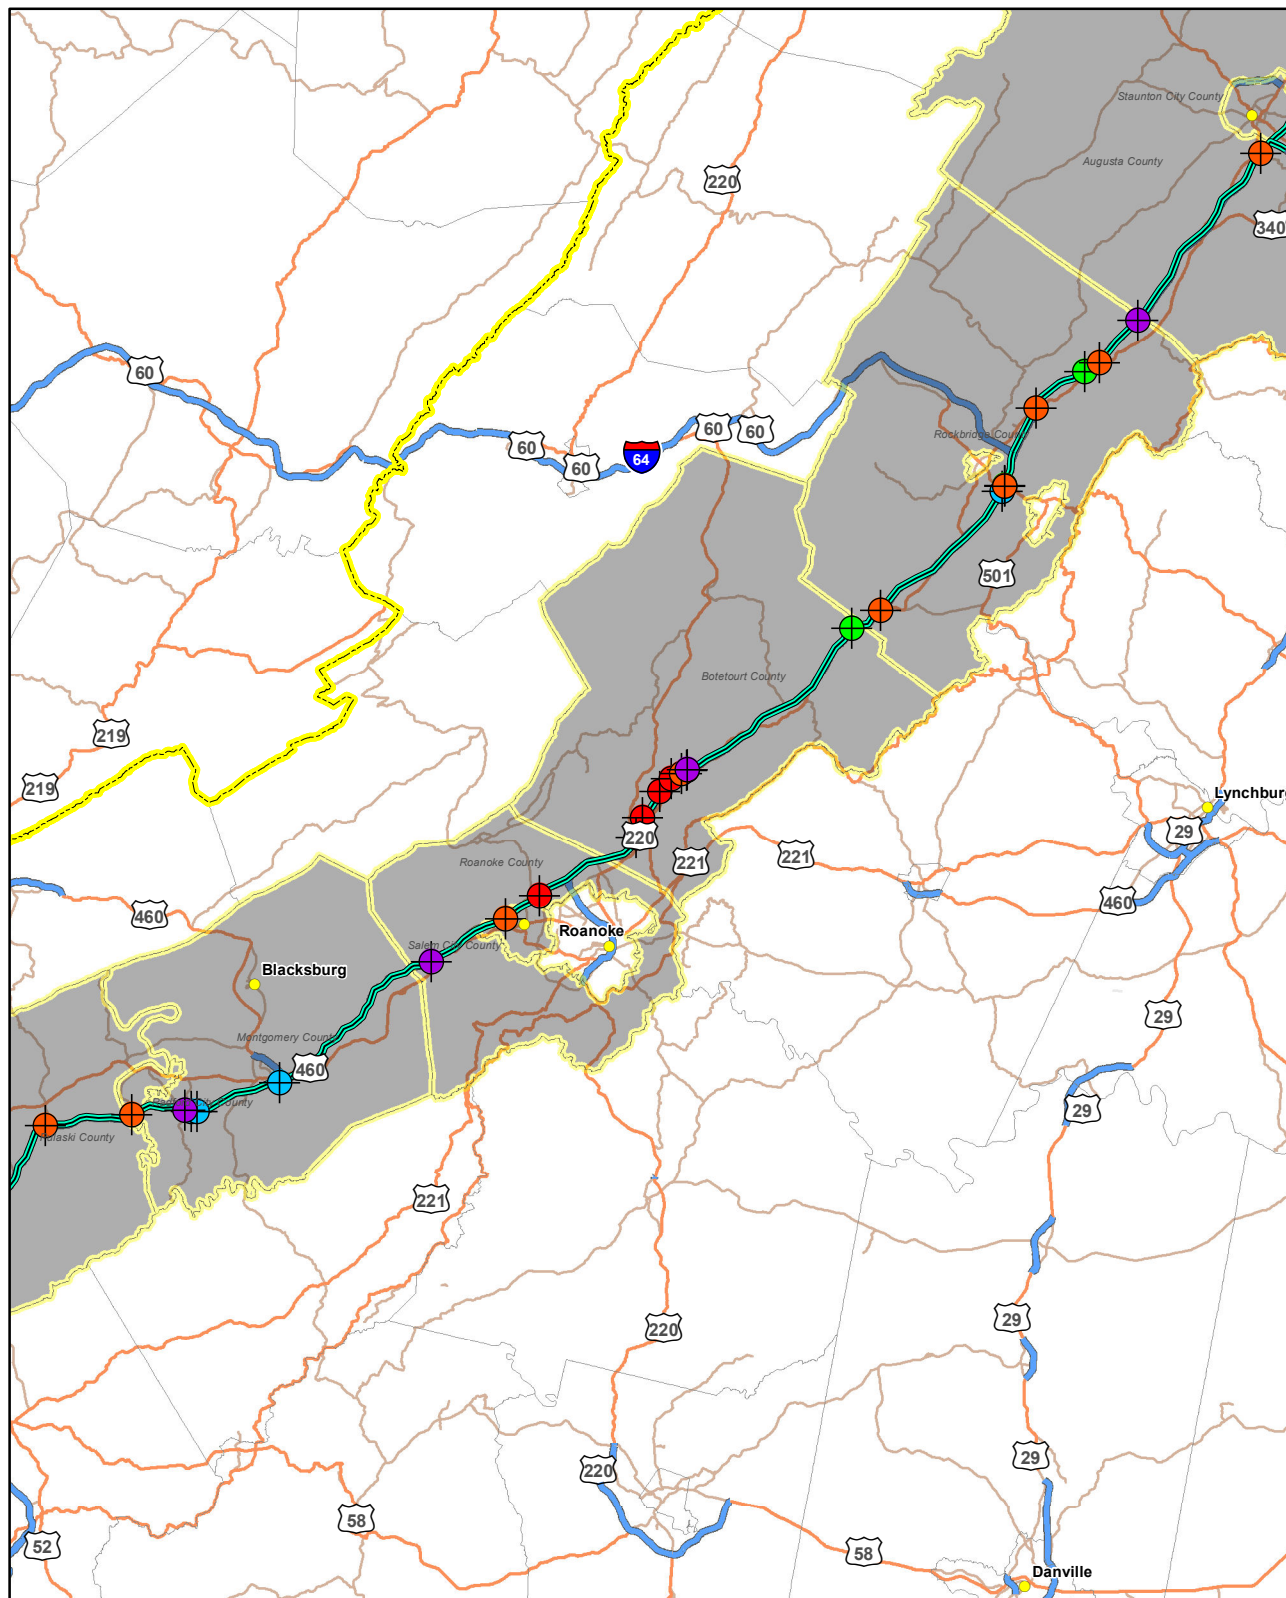 Staunton City County
Augusta County
220
340
60
60
60
60
64
60
Rockbridge County
501
Botetourt County
219
219
Lynchburg
29
220
221
221
Roanoke County
460
460
Roanoke
Salem City County
Blacksburg
29
Montgomery County
460
29
County
Pulaski County
221
29
220
29
220
58
52
58
Danville